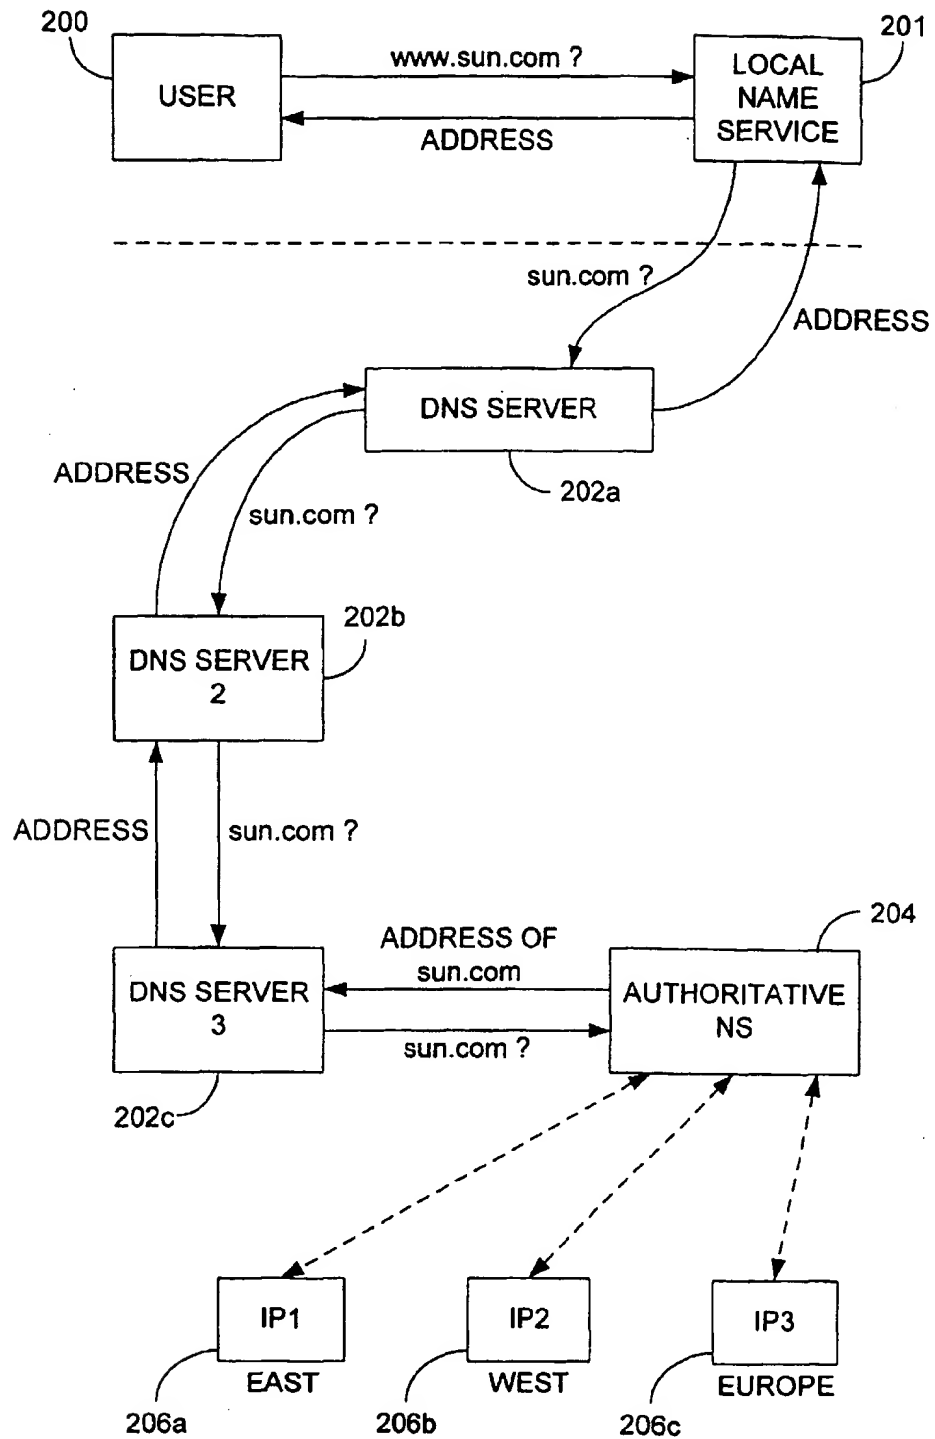 200
201
USER
www.sun.com ?
LOCAL
NAME
SERVICE
ADDRESS
sun.com ?
ADDRESS
DNS SERVER
202a
ADDRESS
sun.com ?
202b
DNS SERVER
2
ADDRESS
sun.com ?
204
ADDRESS OF
sun.com
DNS SERVER
3
AUTHORITATIVE
NS
sun.com ?
202c
IP1
IP2
IP3
EAST
WEST
EUROPE
206a
206b
206c